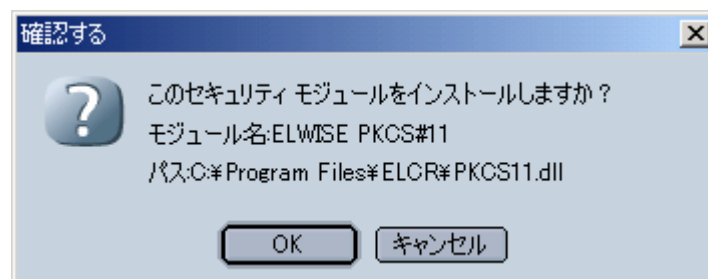 確認する
このセキュリティ モジュールをインストールしますか？
モジュール名:ELWISE PKCS#11
パス:C:¥Program Files¥ELCR¥PKCS11.dll
OK
キャンセル